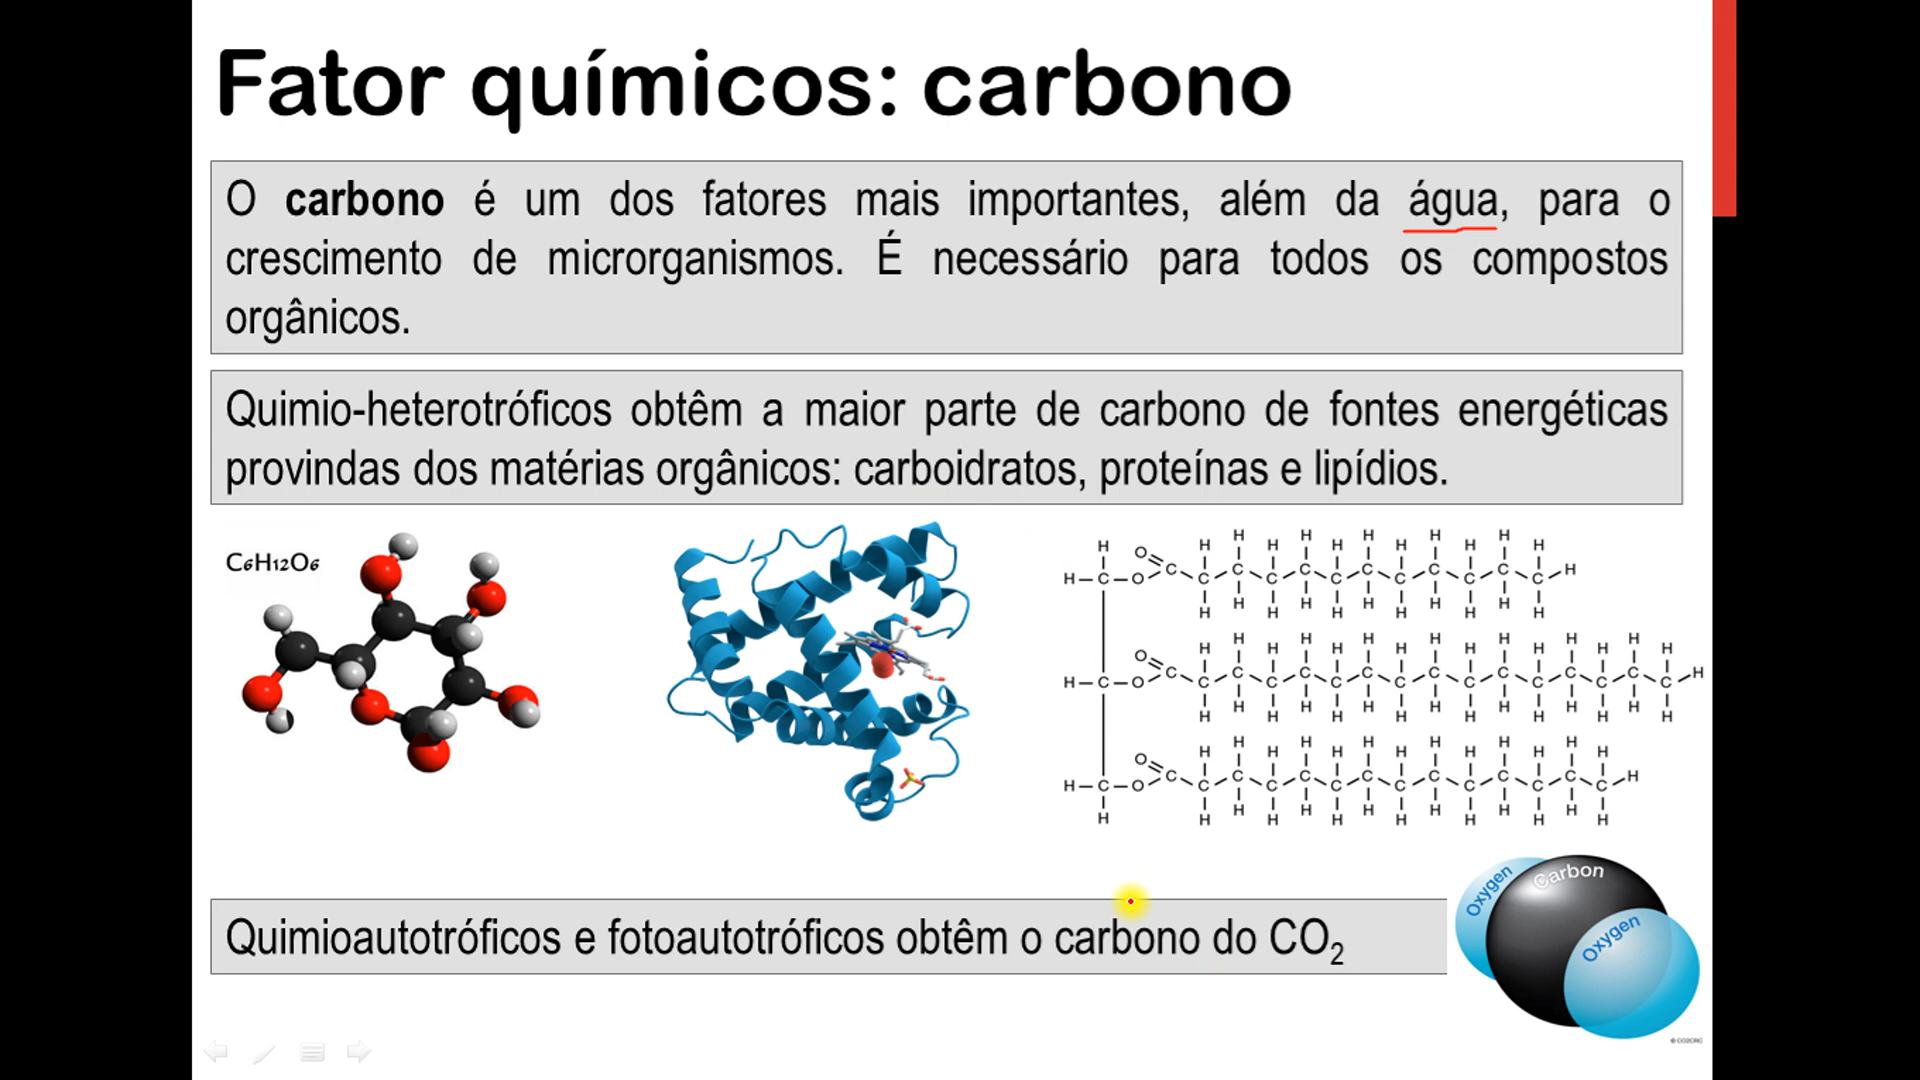 Fator químicos: carbono
O carbono é um dos fatores mais importantes, além da água, para o
crescimento de microrganismos. É necessário para todos os compostos
orgânicos.
Quimio-heterotróficos obtêm a maior parte de carbono de fontes energéticas
provindas dos matérias orgânicos: carboidratos, proteínas e lipídios.
C6H12O6
Quimioautotróficos e fotoautotróficos obtêm o carbono do CO2
Oxygen
Carbon
Oxygen
© CO2CRC